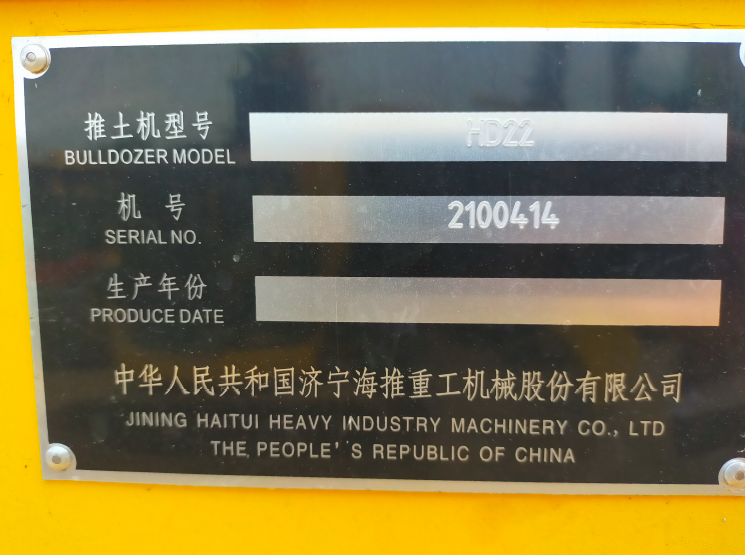 推土机型号 HD22
BULLDOZER MODEL
机 号 2100414
SERIAL NO.
生产年份
PRODUCE DATE
中华人民共和国济宁海推重工机械股份有限公司
JINING HAITUI HEAVY INDUSTRY MACHINERY CO., LTD
THE PEOPLE'S REPUBLIC OF CHINA